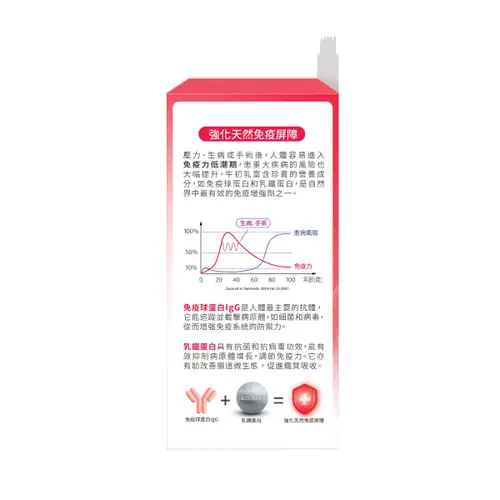 強化天然免疫屏障
壓力、生病或手術後，人體容易進入
免疫力低潮期，患重大疾病的風險也
大幅提升。牛初乳富含珍貴的營養成
分，如免疫球蛋白和乳鐵蛋白，是自然
界中最有效的免疫增強劑之一。
生病, 手術
100%
患病風險
50%
10%
免疫力
0 20 40 60 80 100 年齡(歲)
免疫球蛋白IgG是人體最主要的抗體，
它能追蹤並截擊病原體，如細菌和病毒，
從而增強免疫系統的防禦力。
乳鐵蛋白具有抗菌和抗病毒功效，能有
效抑制病原體增長，調節免疫力。它亦
有助改善腸道微生態，促進鐵質吸收。
+ =
免疫球蛋白IgG 乳鐵蛋白 強化天然免疫屏障